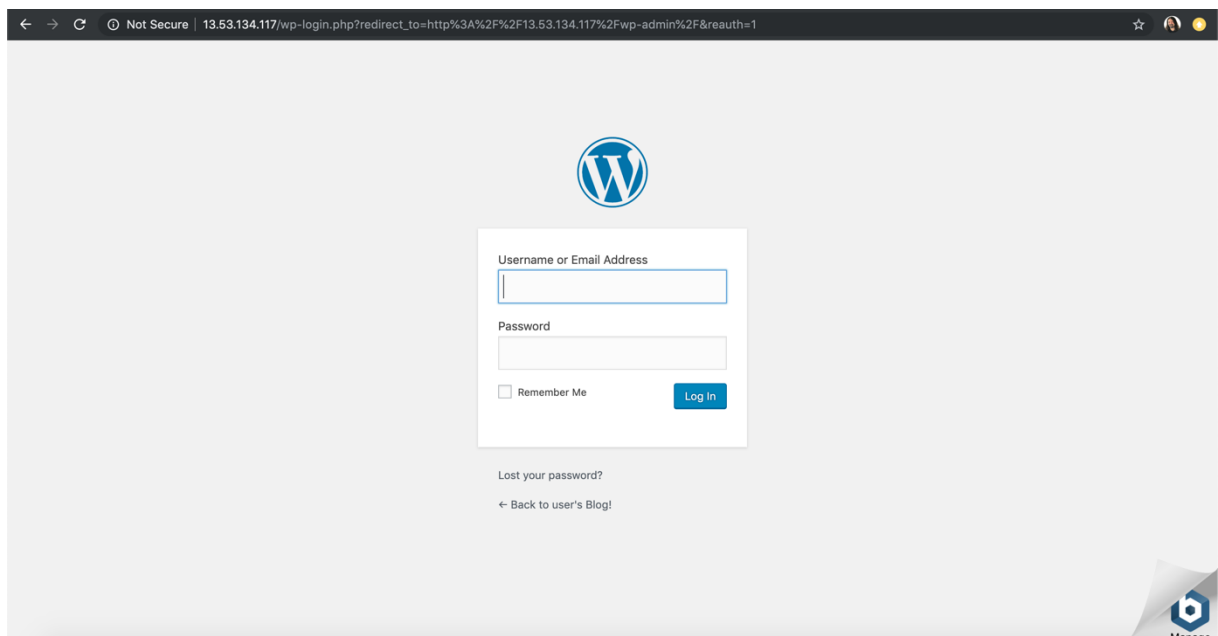 Not Secure | 13.53.134.117/wp-login.php?redirect_to=http%3A%2F%2F13.53.134.117%2Fwp-admin%2F&reauth=1
Username or Email Address
Password
Remember Me
Log In
Lost your password?
← Back to user's Blog!